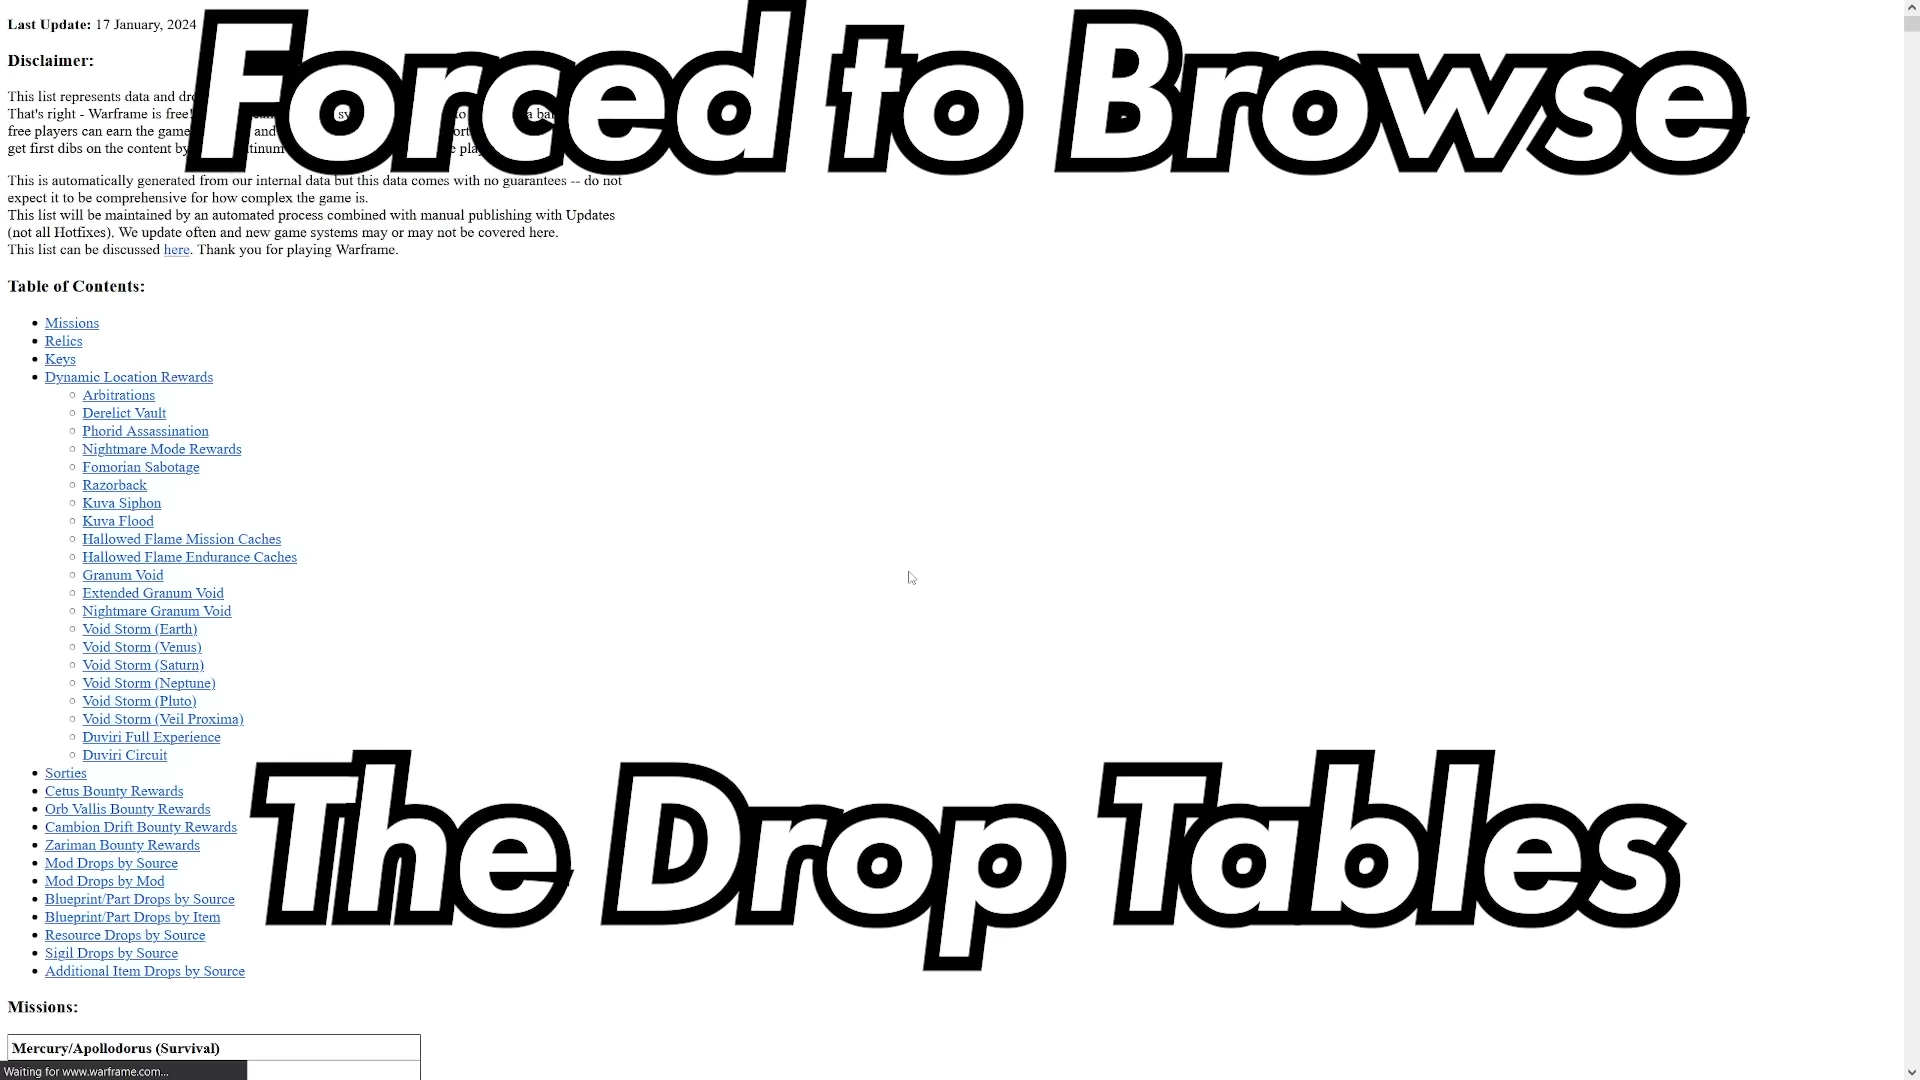 Forced to Browse
Last Update: 17 January, 2024
Disclaimer:
This list represents data and
That's right - Warframe is free!
free players can earn the game and
get first dibs on the content by
This is automatically generated from our internal data but this data comes with no guarantees -- do not
expect it to be comprehensive for how complex the game is.
This list will be maintained by an automated process combined with manual publishing with Updates
(not all Hotfixes). We update often and new game systems may or may not be covered here.
This list can be discussed here. Thank you for playing Warframe.
Table of Contents:
Missions
Relics
Keys
Dynamic Location Rewards
Arbitrations
Derelict Vault
Phorid Assassination
Nightmare Mode Rewards
Fomorian Sabotage
Razorback
Kuva Siphon
Kuva Flood
Hallowed Flame Mission Caches
Hallowed Flame Endurance Caches
Granum Void
Extended Granum Void
Nightmare Granum Void
Void Storm (Earth)
Void Storm (Venus)
Void Storm (Saturn)
Void Storm (Neptune)
Void Storm (Pluto)
Void Storm (Veil Proxima)
Duviri Full Experience
Duviri Circuit
The Drop Tables
Sorties
Cetus Bounty Rewards
Orb Vallis Bounty Rewards
Cambion Drift Bounty Rewards
Zariman Bounty Rewards
Mod Drops by Source
Mod Drops by Mod
Blueprint/Part Drops by Source
Blueprint/Part Drops by Item
Resource Drops by Source
Sigil Drops by Source
Additional Item Drops by Source
Missions:
Mercury/Apollodorus (Survival)
Waiting for www.warframe.com...